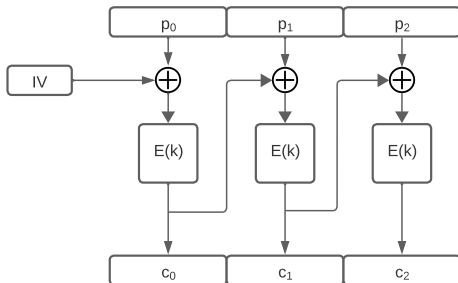 p₀ p₁ p₂
IV
E(k) E(k) E(k)
c₀ c₁ c₂